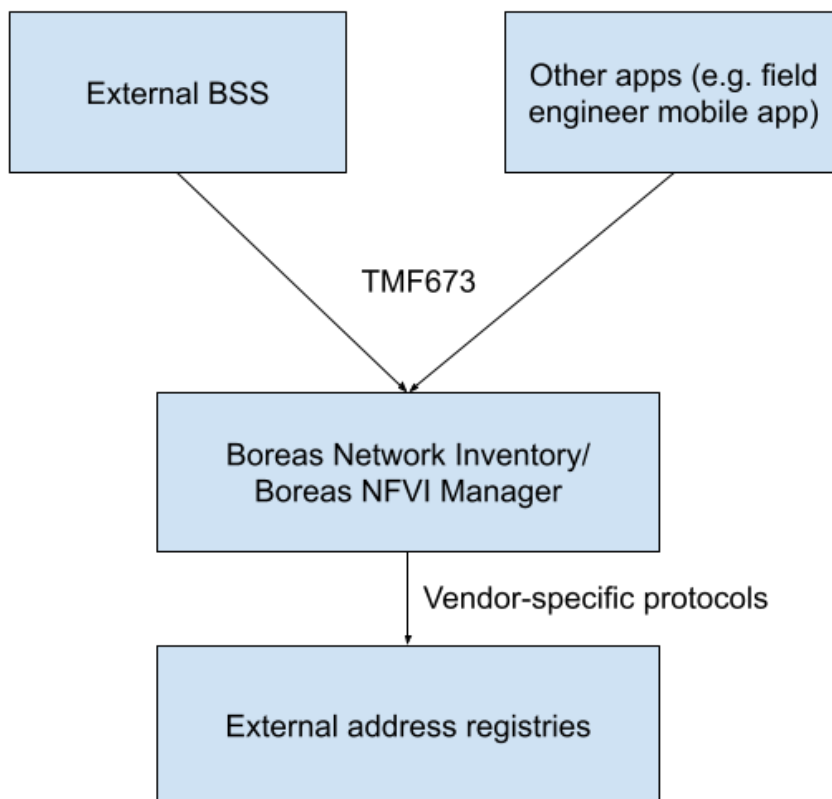 External BSS
Other apps (e.g. field
engineer mobile app)
TMF673
Boreas Network Inventory/
Boreas NFVI Manager
Vendor-specific protocols
External address registries